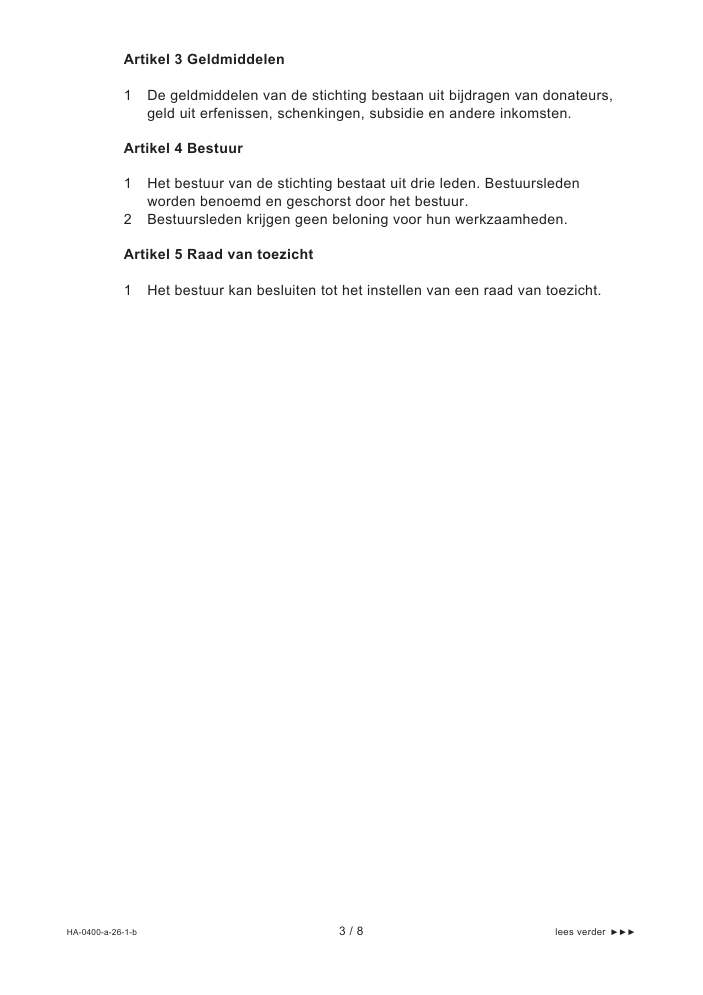 Artikel 3 Geldmiddelen
1 De geldmiddelen van de stichting bestaan uit bijdragen van donateurs,
geld uit erfenissen, schenkingen, subsidie en andere inkomsten.
Artikel 4 Bestuur
1 Het bestuur van de stichting bestaat uit drie leden. Bestuursleden
worden benoemd en geschorst door het bestuur.
2 Bestuursleden krijgen geen beloning voor hun werkzaamheden.
Artikel 5 Raad van toezicht
1 Het bestuur kan besluiten tot het instellen van een raad van toezicht.
HA-0400-a-26-1-b 3 / 8 lees verder ►►►